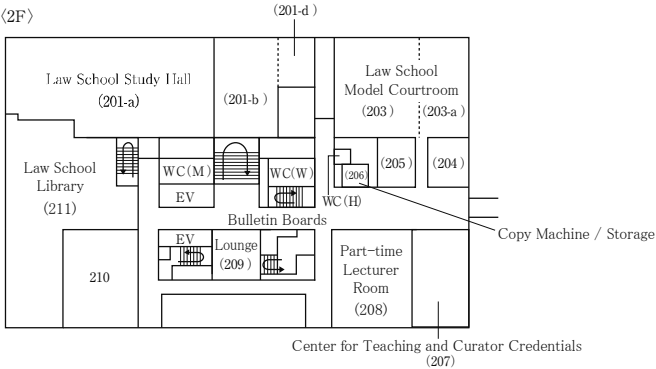 〈2F〉
(201-d )
Law School Study Hall
(201-a)
(201-b )
Law School
Model Courtroom
(203)
(203-a )
Law School
Library
(211)
WC(M)
EV
WC(W)
(206)
(205)
(204)
WC(H)
Bulletin Boards
Copy Machine / Storage
210
EV
Lounge
(209)
Part-time
Lecturer
Room
(208)
Center for Teaching and Curator Credentials
(207)